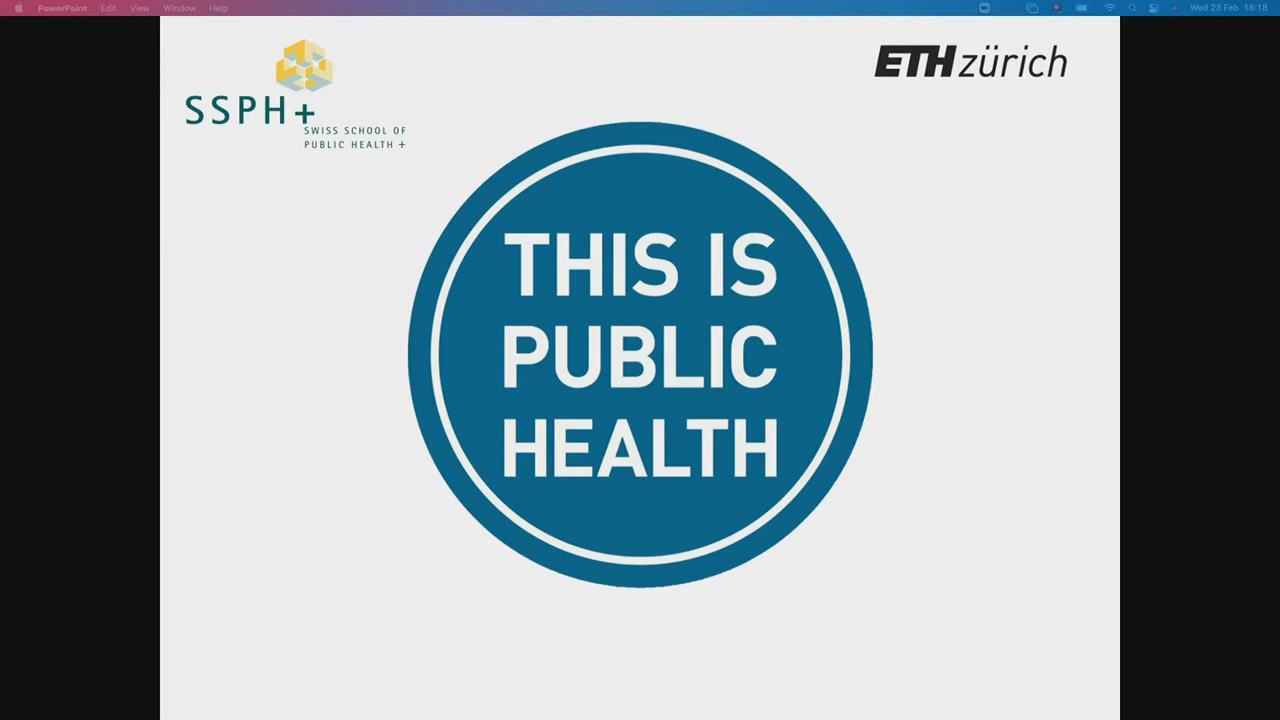 PowerPoint Edit View Window Help Wed 23 Feb 18:18
SSPH+
SWISS SCHOOL OF
PUBLIC HEALTH +
ETH zürich
THIS IS
PUBLIC
HEALTH